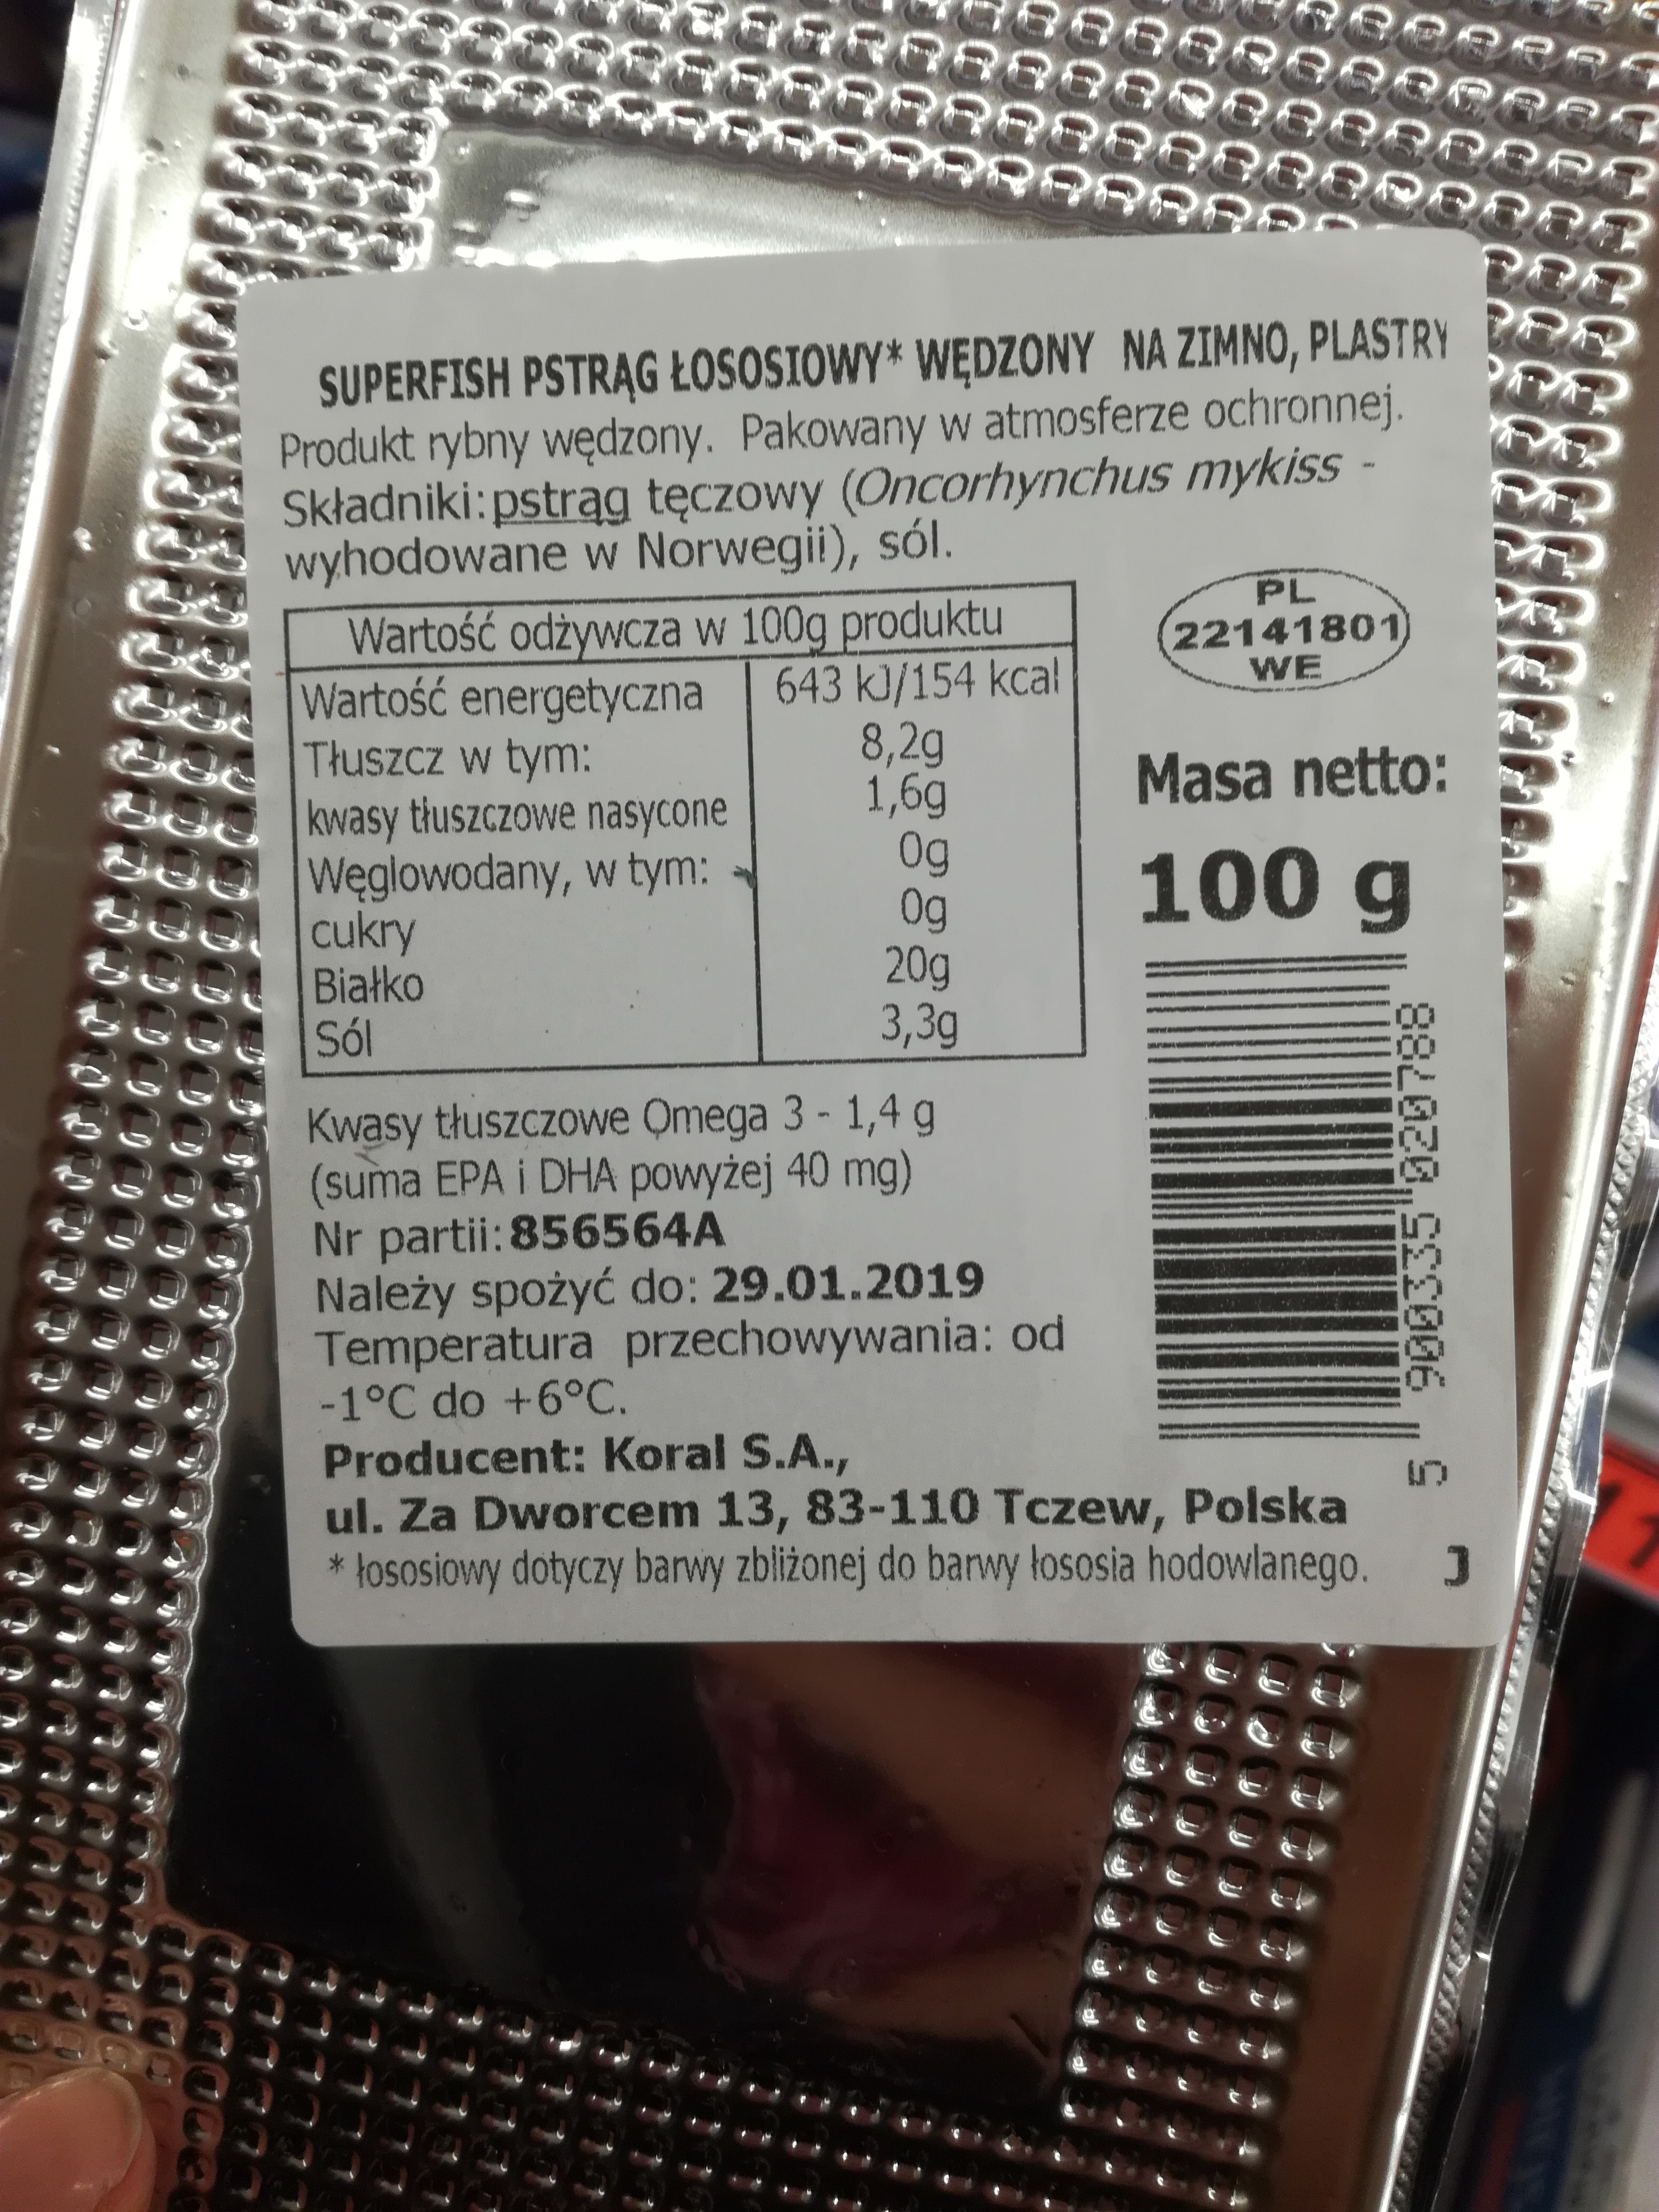 SUPERFISH PSTRĄG ŁOSOSIOWY* WĘDZONY NA ZIMNO, PLASTRY
Produkt rybny wędzony. Pakowany w atmosferze ochronnej.
Składniki: pstrąg tęczowy (Oncorhynchus mykiss -
wyhodowane w Norwegii), sól.
Wartość odżywcza w 100g produktu
Wartość energetyczna 643 kJ/154 kcal
Tłuszcz w tym: 8,2g
kwasy tłuszczowe nasycone 1,6g
Węglowodany, w tym: 0g
cukry 0g
Białko 20g
Sól 3,3g
PL
22141801
WE
Masa netto:
100 g
5 900335 020788
Kwasy tłuszczowe Omega 3 - 1,4 g
(suma EPA i DHA powyżej 40 mg)
Nr partii: 856564A
Należy spożyć do: 29.01.2019
Temperatura przechowywania: od
-1°C do +6°C.
Producent: Koral S.A.,
ul. Za Dworcem 13, 83-110 Tczew, Polska
* łososiowy dotyczy barwy zbliżonej do barwy łososia hodowlanego. J